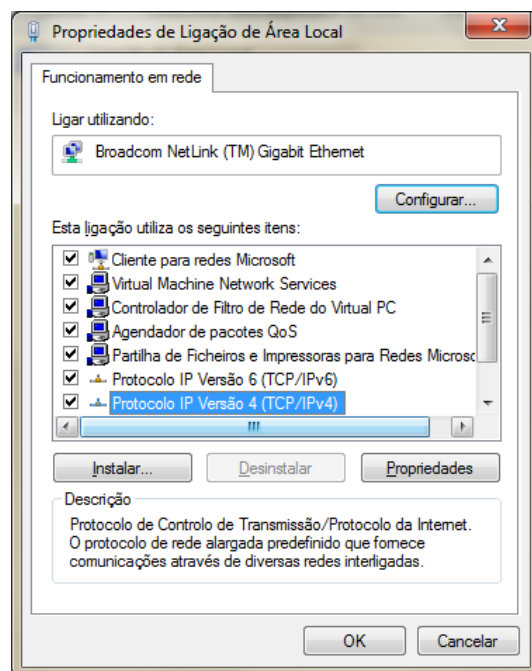 Propriedades de Ligação de Área Local
Funcionamento em rede
Ligar utilizando:
Broadcom NetLink (TM) Gigabit Ethernet
Configurar...
Esta ligação utiliza os seguintes itens:
Cliente para redes Microsoft
Virtual Machine Network Services
Controlador de Filtro de Rede do Virtual PC
Agendador de pacotes QoS
Partilha de Ficheiros e Impressoras para Redes Microsc
Protocolo IP Versão 6 (TCP/IPv6)
Protocolo IP Versão 4 (TCP/IPv4)
Instalar...
Desinstalar
Propriedades
Descrição
Protocolo de Controlo de Transmissão/Protocolo da Internet.
O protocolo de rede alargada predefinido que fornece
comunicações através de diversas redes interligadas.
OK
Cancelar